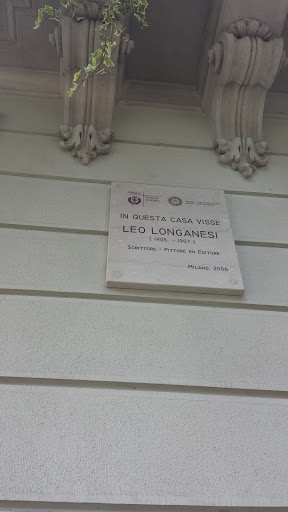 IN QUESTA CASA VISSE
LEO LONGANESI
( 1905 - 1957 )
SCRITTORE - PITTORE ED EDITORE
MILANO, 2006